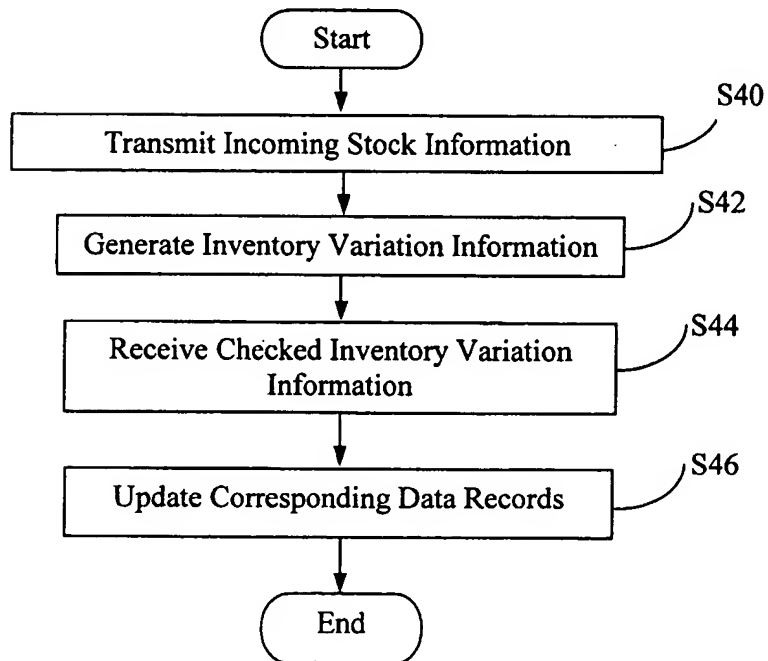 Start
S40
Transmit Incoming Stock Information
S42
Generate Inventory Variation Information
S44
Receive Checked Inventory Variation
Information
S46
Update Corresponding Data Records
End